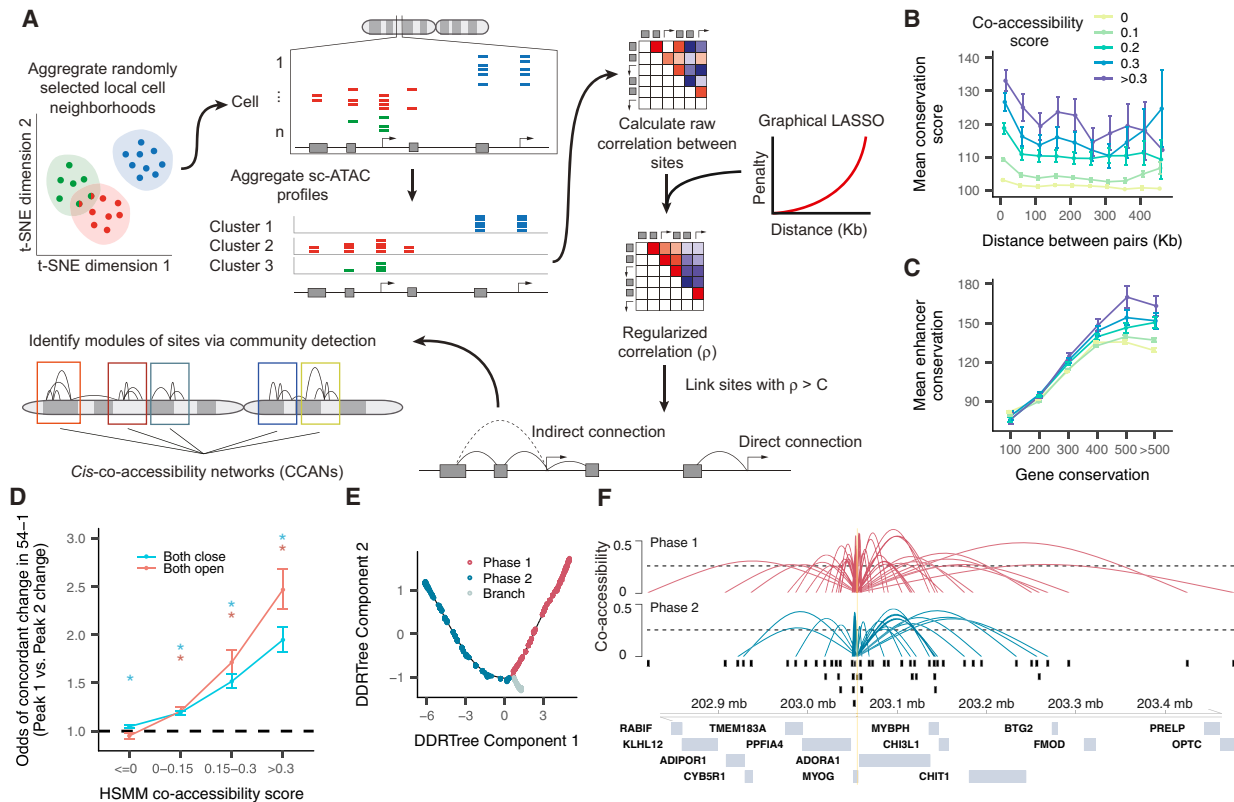 A
Aggregrate randomly
selected local cell
neighborhoods
t-SNE dimension 2
t-SNE dimension 1
1
Cell
⋮
n
Aggregate sc-ATAC
profiles
Cluster 1
Cluster 2
Cluster 3
Calculate raw
correlation between
sites
Graphical LASSO
Penalty
Distance (Kb)
Regularized
correlation (ρ)
Link sites with ρ > C
Indirect connection
Direct connection
Identify modules of sites via community detection
Cis-co-accessibility networks (CCANs)
B
Co-accessibility
score
0
0.1
0.2
0.3
>0.3
Mean conservation
score
140
130
120
110
100
0 100 200 300 400
Distance between pairs (Kb)
C
Mean enhancer
conservation
180
150
120
90
100 200 300 400 500 >500
Gene conservation
D
Odds of concordant change in 54–1
(Peak 1 vs. Peak 2 change)
3.0
2.5
2.0
1.5
1.0
Both close
Both open
* * * * * * *
<=0 0–0.15 0.15–0.3 >0.3
HSMM co-accessibility score
E
DDRTree Component 2
1
0
−1
Phase 1
Phase 2
Branch
−6 −3 0 3
DDRTree Component 1
F
Co-accessibility
0.5
0
Phase 1
0.5
0
Phase 2
202.9 mb 203.0 mb 203.1 mb 203.2 mb 203.3 mb 203.4 mb
RABIF TMEM183A MYBPH BTG2 PRELP
KLHL12 PPFIA4 CHI3L1 FMOD OPTC
ADIPOR1 ADORA1
CYB5R1 MYOG CHIT1